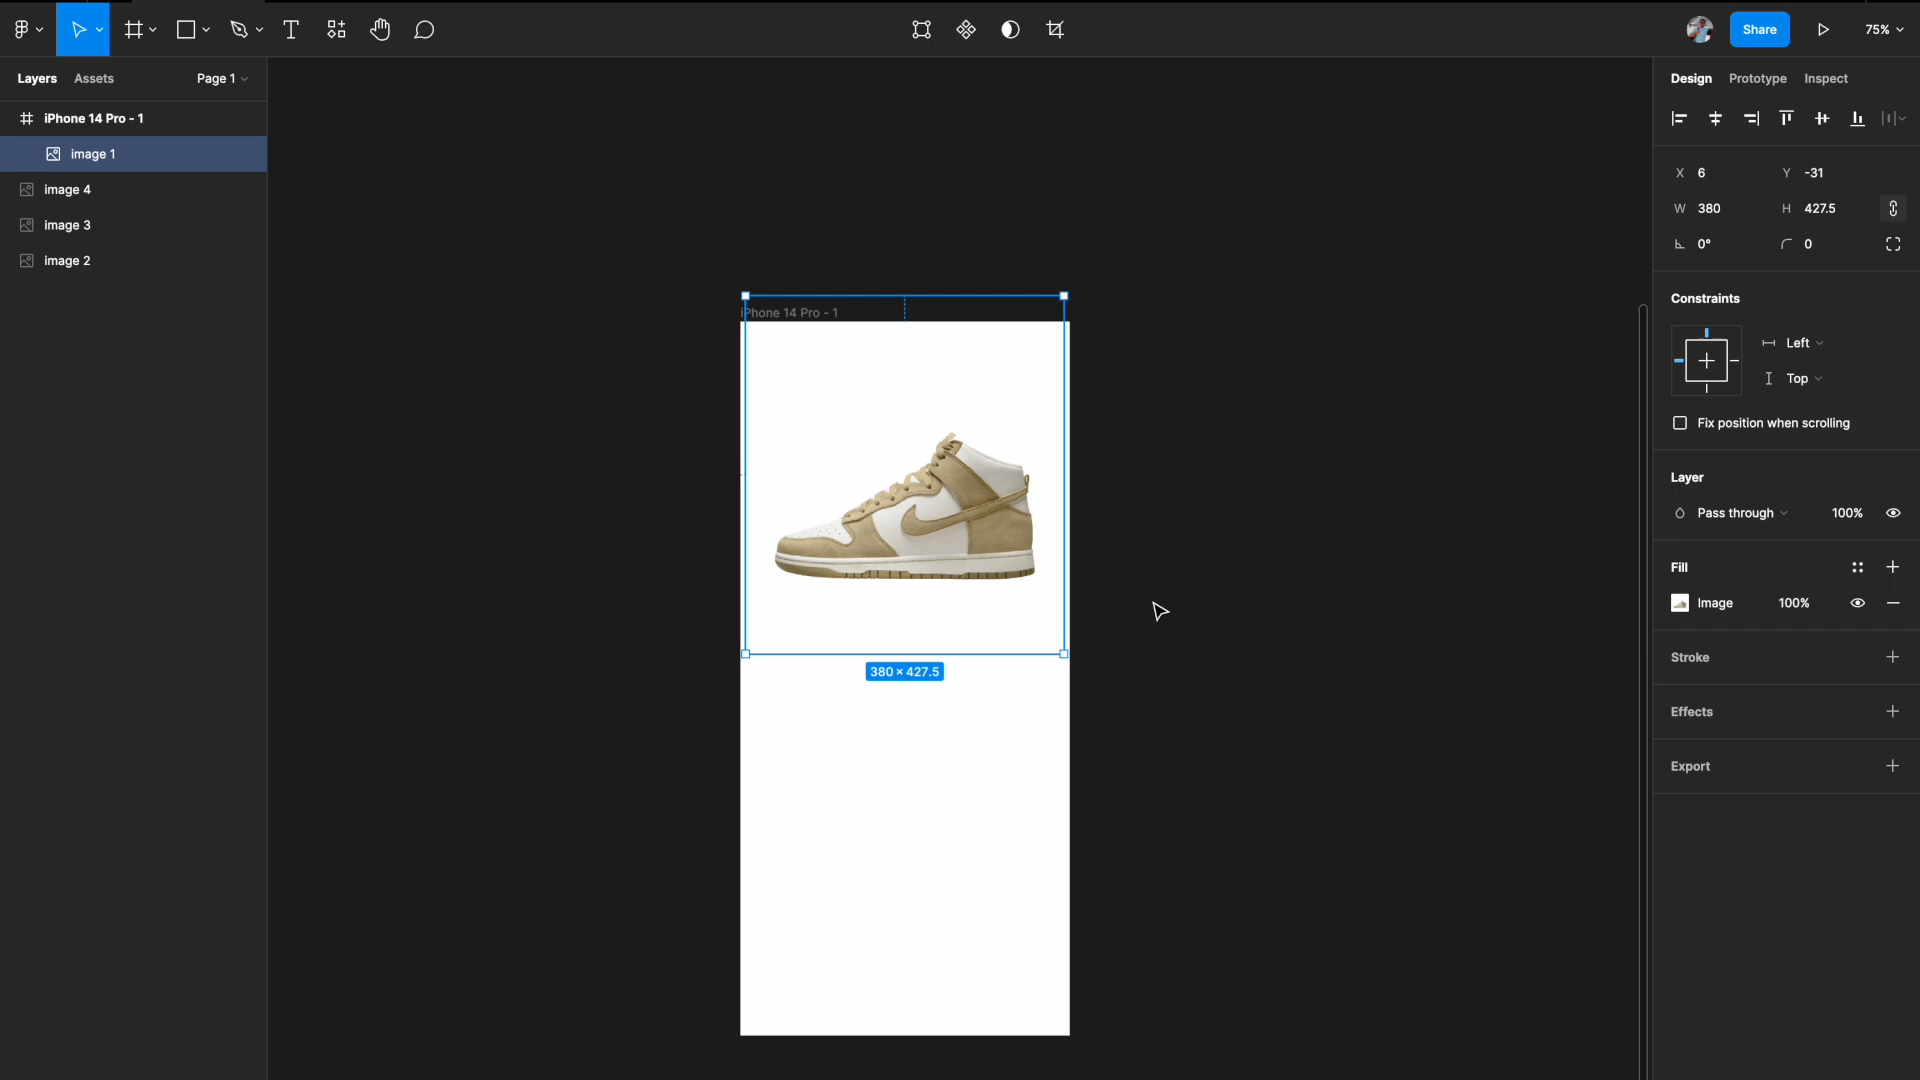 Share
75%
Layers
Assets
Page 1
iPhone 14 Pro - 1
image 1
image 4
image 3
image 2
iPhone 14 Pro - 1
380 × 427.5
Design
Prototype
Inspect
X 6
Y -31
W 380
H 427.5
0°
0
Constraints
Left
Top
Fix position when scrolling
Layer
Pass through
100%
Fill
Image
100%
Stroke
Effects
Export